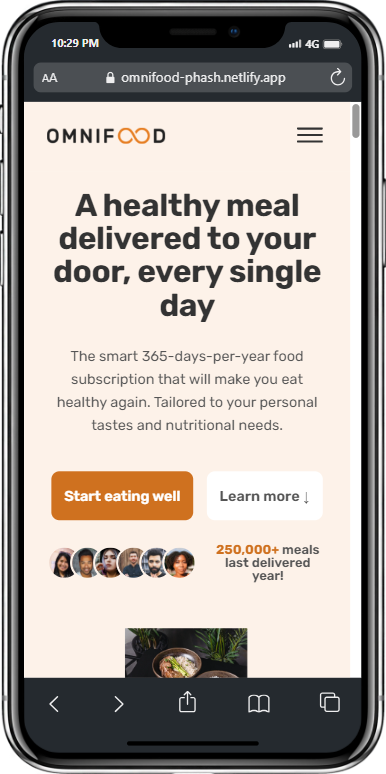 10:29 PM 4G
AA omnifood-phash.netlify.app
OMNIFOOD
A healthy meal
delivered to your
door, every single
day
The smart 365-days-per-year food
subscription that will make you eat
healthy again. Tailored to your personal
tastes and nutritional needs.
Start eating well
Learn more ↓
250,000+ meals
last delivered
year!